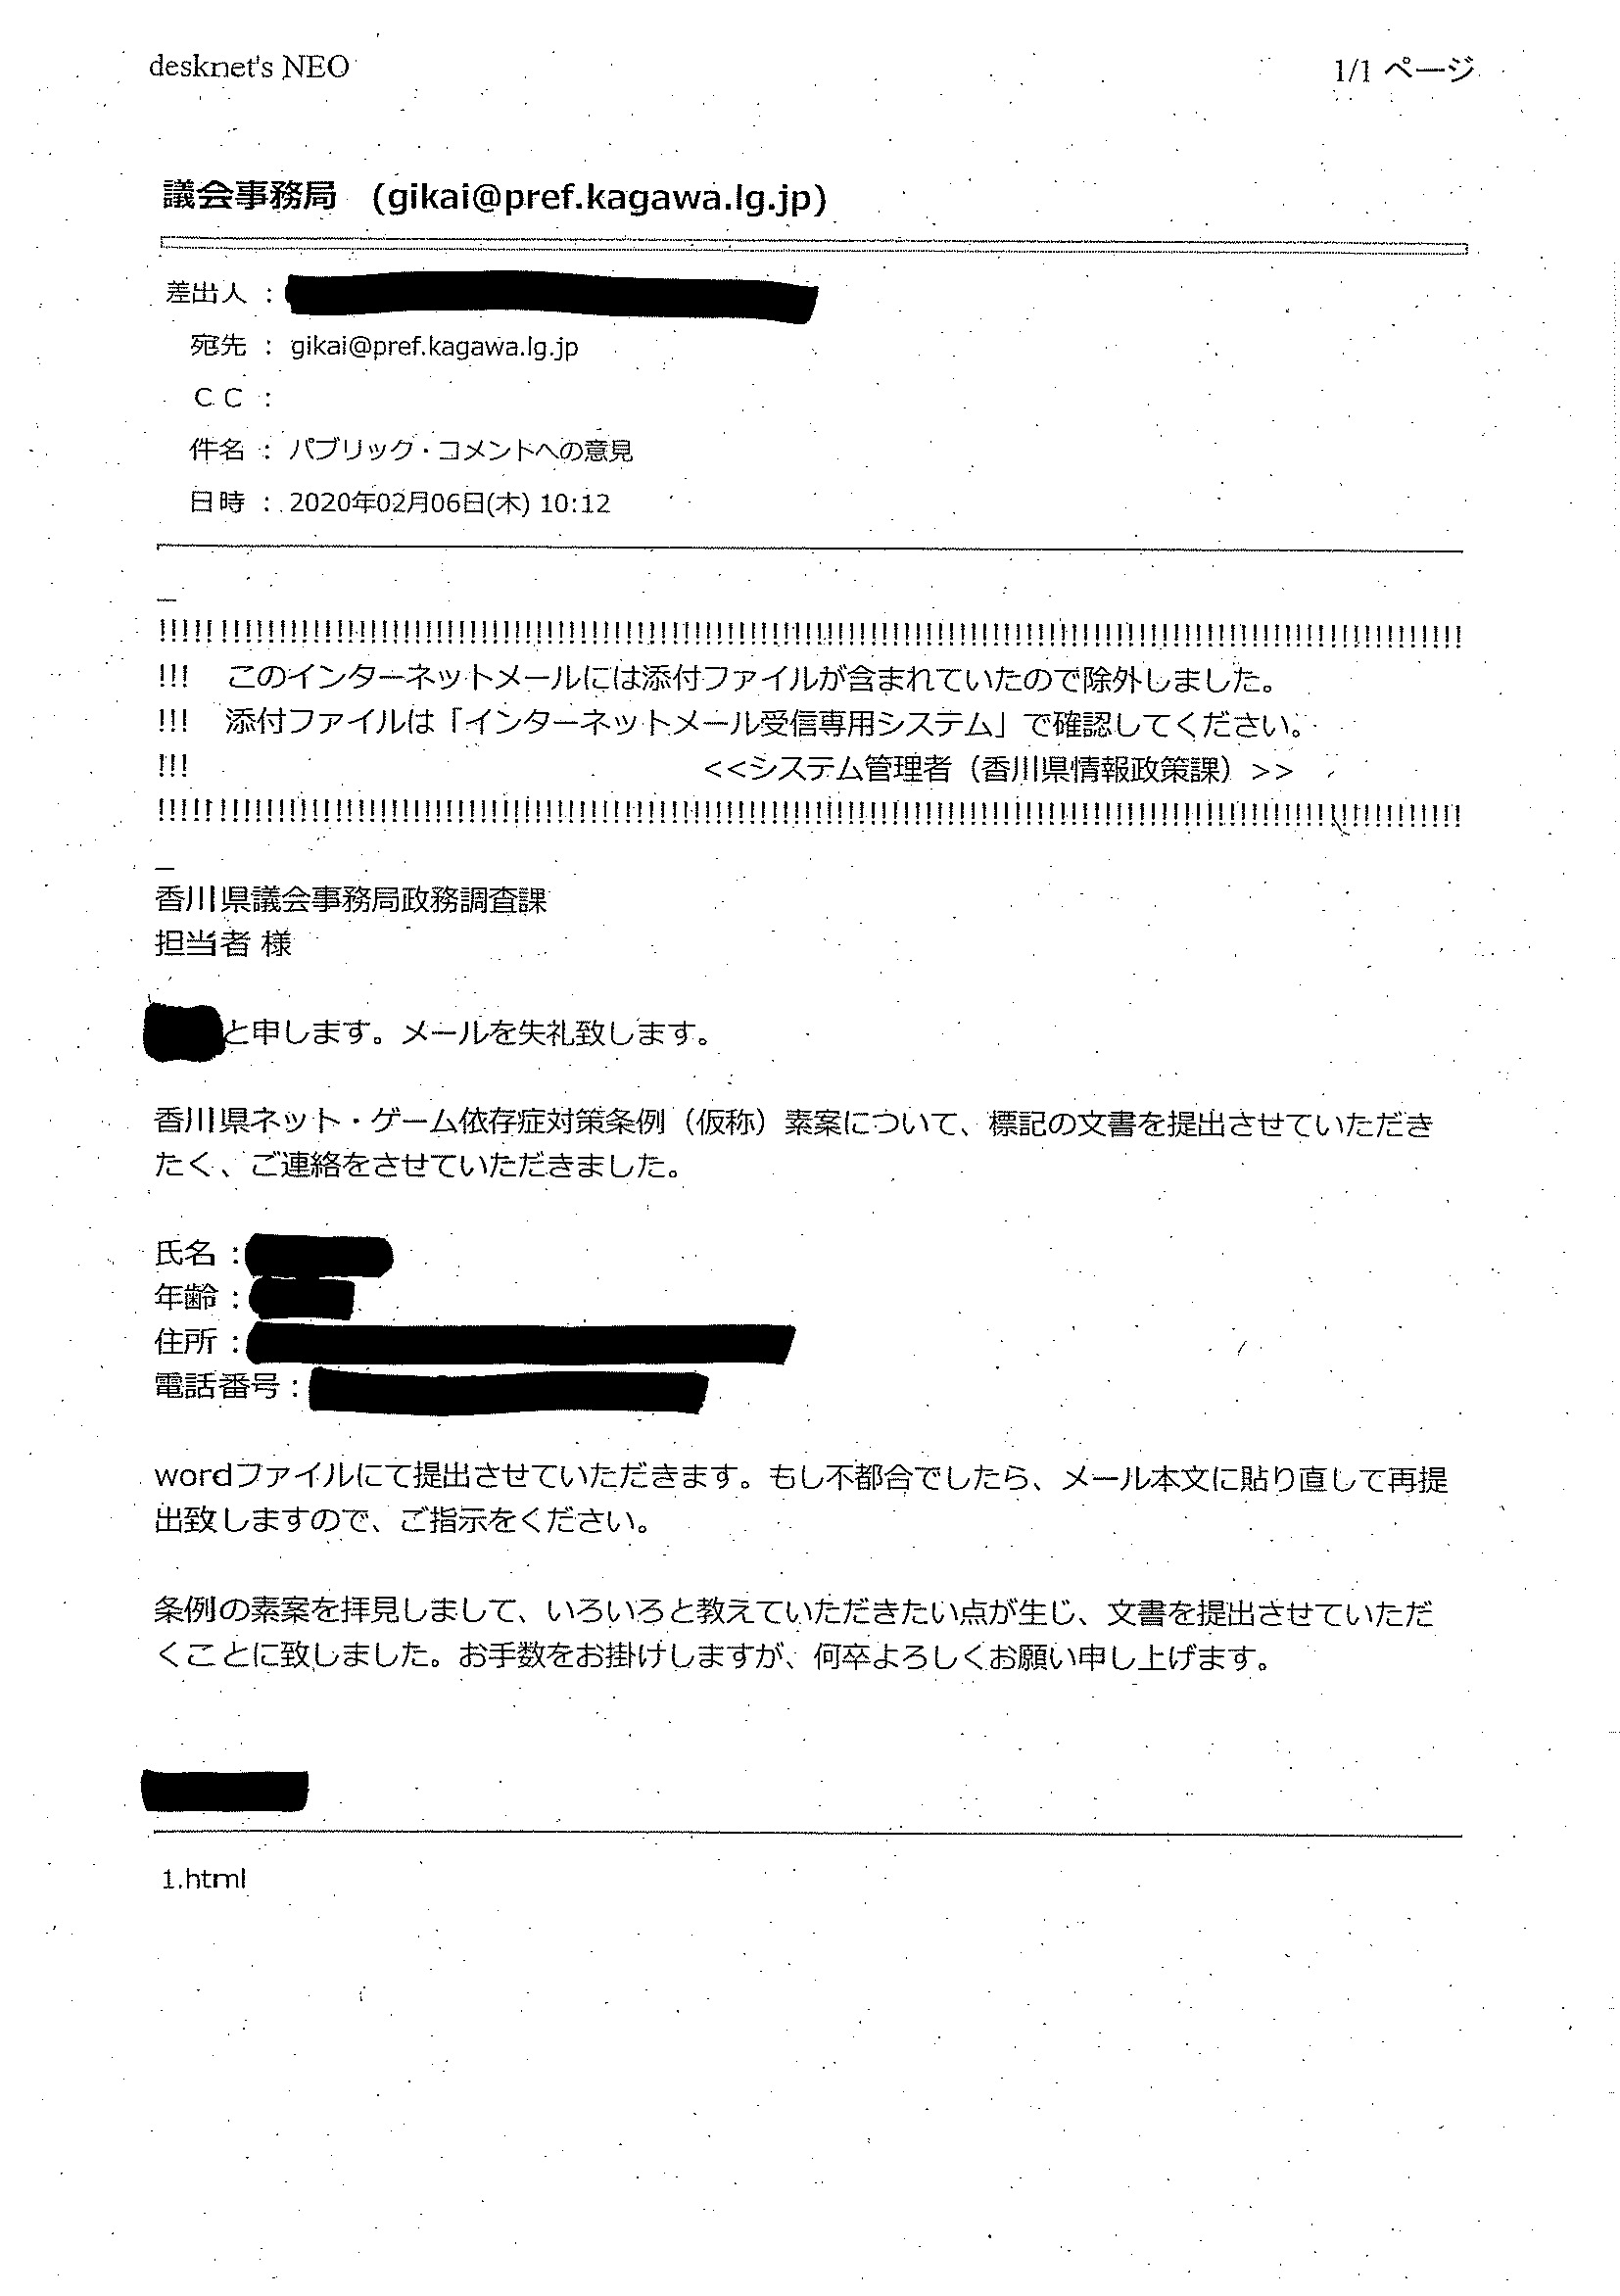 desknet's NEO
1/1 ページ
議会事務局 (gikai@pref.kagawa.lg.jp)
差出人 :
宛先 : gikai@pref.kagawa.lg.jp
ＣＣ :
件名 : パブリック・コメントへの意見
日時 : 2020年02月06日(木) 10:12
_
!!!!!!!!!!!!!!!!!!!!!!!!!!!!!!!!!!!!!!!!!!!!!!!!!!!!!!!!!!!!!!!!!!!!!!!!!!!!!!!!!!!!!!!!!!!!!!!!!!!!!!!!!!
!!! このインターネットメールには添付ファイルが含まれていたので除外しました。
!!! 添付ファイルは「インターネットメール受信専用システム」で確認してください。
!!! <<システム管理者（香川県情報政策課）>>
!!!!!!!!!!!!!!!!!!!!!!!!!!!!!!!!!!!!!!!!!!!!!!!!!!!!!!!!!!!!!!!!!!!!!!!!!!!!!!!!!!!!!!!!!!!!!!!!!!!!!!!!!!
_
香川県議会事務局政務調査課
担当者 様
と申します。メールを失礼致します。
香川県ネット・ゲーム依存症対策条例（仮称）素案について、標記の文書を提出させていただき
たく、ご連絡をさせていただきました。
氏名：
年齢：
住所：
電話番号：
wordファイルにて提出させていただきます。もし不都合でしたら、メール本文に貼り直して再提
出致しますので、ご指示をください。
条例の素案を拝見しまして、いろいろと教えていただきたい点が生じ、文書を提出させていただ
くことに致しました。お手数をお掛けしますが、何卒よろしくお願い申し上げます。
1.html